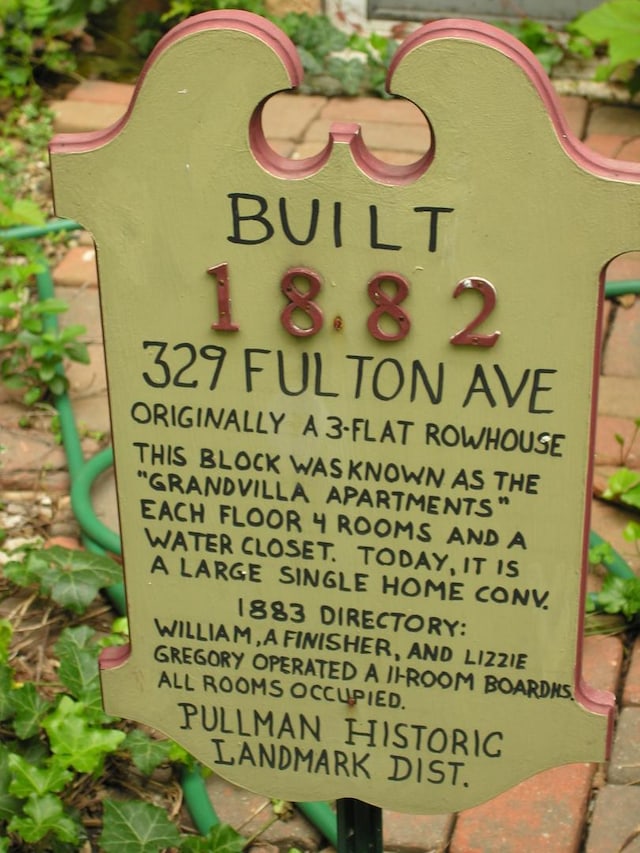 BUILT
1882
329 FULTON AVE
ORIGINALLY A 3-FLAT ROWHOUSE
THIS BLOCK WAS KNOWN AS THE
"GRANDVILLA APARTMENTS"
EACH FLOOR 4 ROOMS AND A
WATER CLOSET. TODAY, IT IS
A LARGE SINGLE HOME CONV.
1883 DIRECTORY:
WILLIAM, A FINISHER, AND LIZZIE
GREGORY OPERATED A 11-ROOM BOARDHS.
ALL ROOMS OCCUPIED.
PULLMAN HISTORIC
LANDMARK DIST.